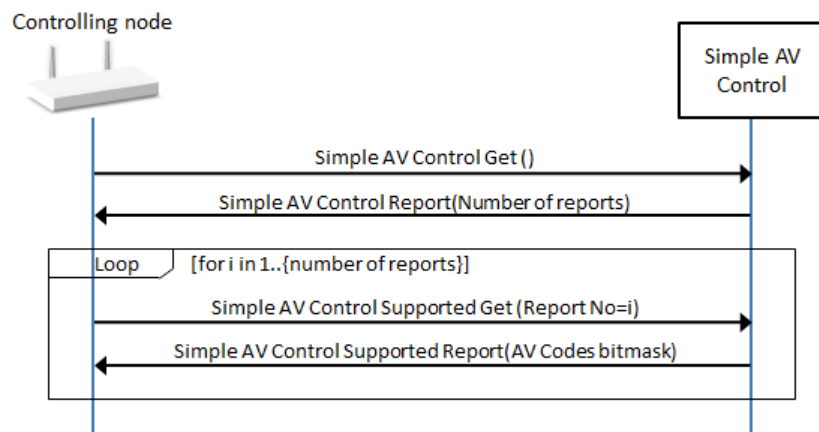 Controlling node
Simple AV
Control
Simple AV Control Get ()
Simple AV Control Report(Number of reports)
Loop
[for i in 1..{number of reports}]
Simple AV Control Supported Get (Report No=i)
Simple AV Control Supported Report(AV Codes bitmask)